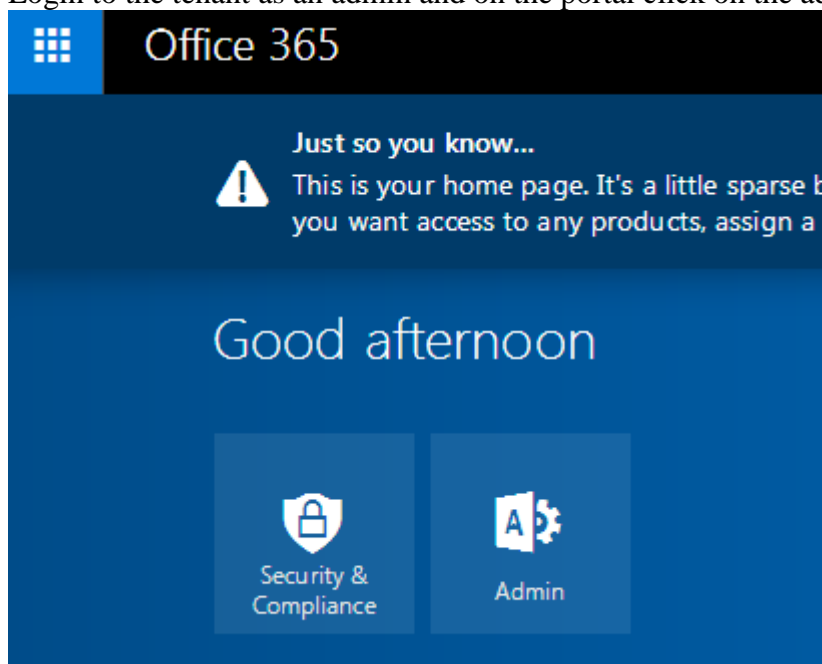 Login to the tenant as an admin and on the portal click on the
Office 365
Just so you know...
This is your home page. It's a little sparse
you want access to any products, assign a
Good afternoon
Security &
Compliance
Admin